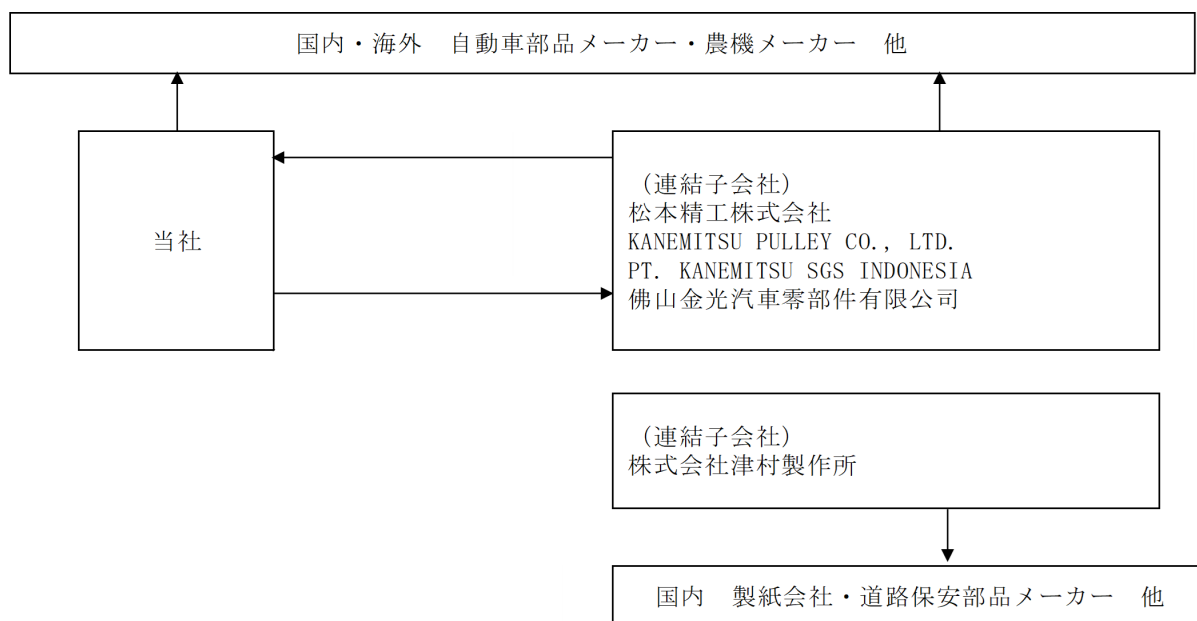 国内・海外　自動車部品メーカー・農機メーカー　他
当社
（連結子会社）
松本精工株式会社
KANEMITSU PULLEY CO., LTD.
PT. KANEMITSU SGS INDONESIA
佛山金光汽車零部件有限公司
（連結子会社）
株式会社津村製作所
国内　製紙会社・道路保安部品メーカー　他